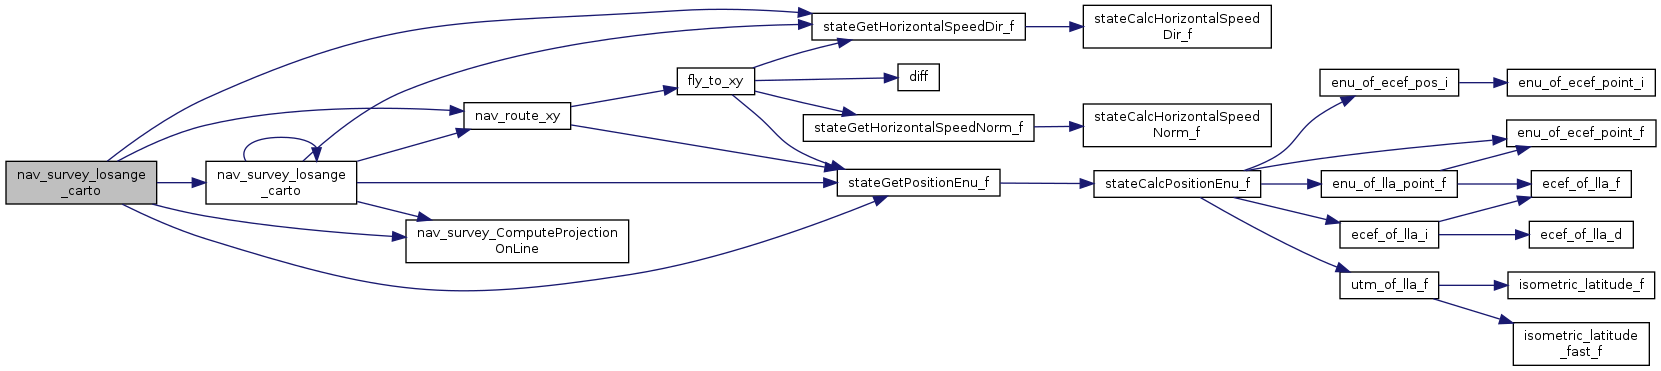 nav_survey_losange
_carto
nav_survey_losange
_carto
nav_route_xy
nav_survey_ComputeProjection
OnLine
fly_to_xy
stateGetHorizontalSpeedDir_f
diff
stateGetHorizontalSpeedNorm_f
stateGetPositionEnu_f
stateCalcHorizontalSpeed
Dir_f
stateCalcHorizontalSpeed
Norm_f
stateCalcPositionEnu_f
enu_of_ecef_pos_i
enu_of_lla_point_f
ecef_of_lla_i
utm_of_lla_f
enu_of_ecef_point_i
enu_of_ecef_point_f
ecef_of_lla_f
ecef_of_lla_d
isometric_latitude_f
isometric_latitude
_fast_f